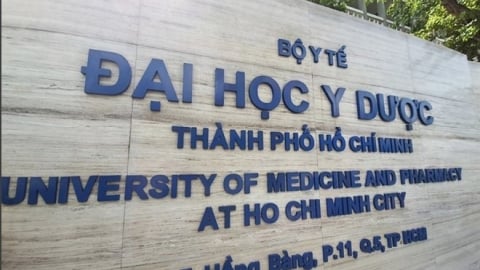 BỘ Y TẾ
ĐẠI HỌC Y DƯỢC
THÀNH PHỐ HỒ CHÍ MINH
UNIVERSITY OF MEDICINE AND PHARMACY
AT HO CHI MINH CITY
Hồng Bàng, P.11, Q.5, TP HCM